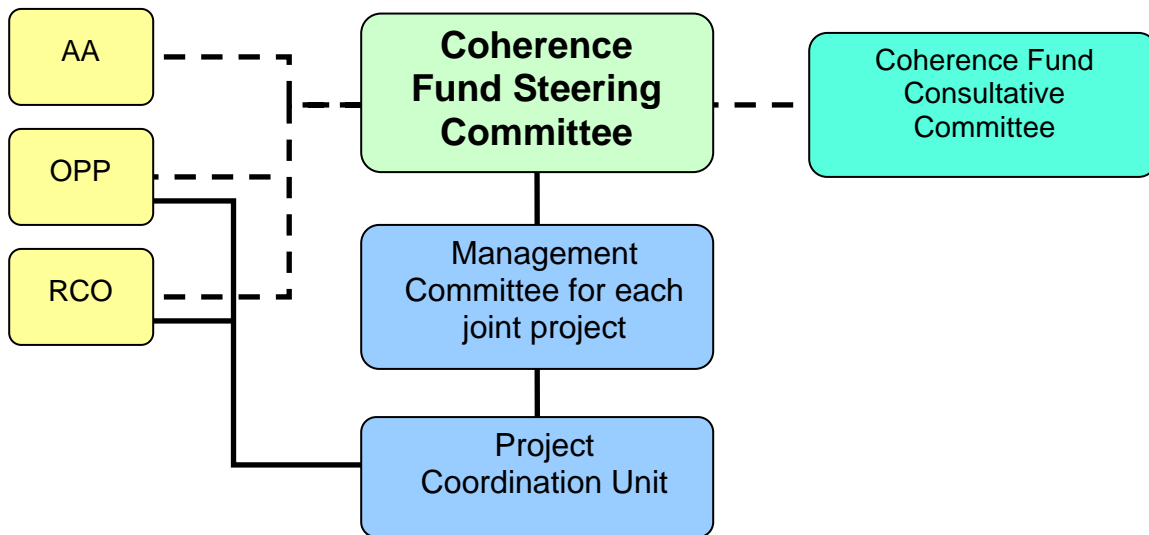 AA
OPP
RCO
Coherence
Fund Steering
Committee
Coherence Fund
Consultative
Committee
Management
Committee for each
joint project
Project
Coordination Unit